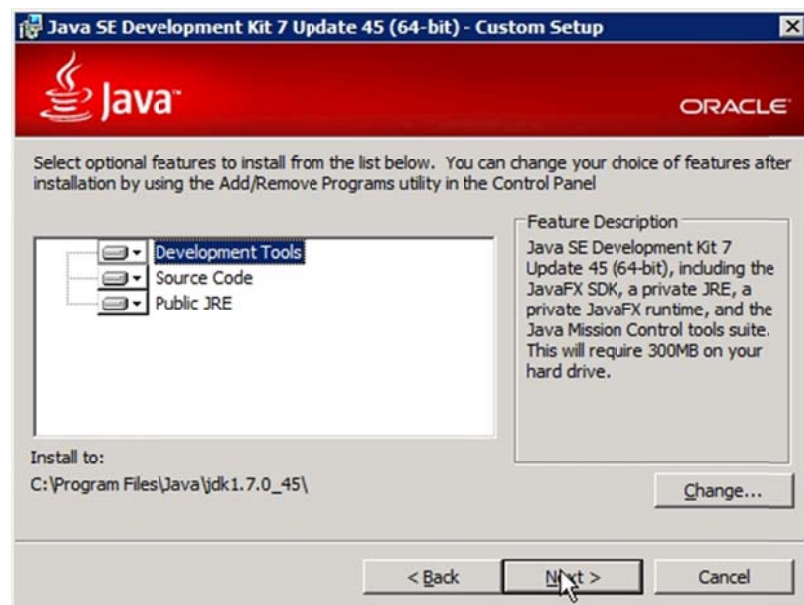 Java SE Development Kit 7 Update 45 (64-bit) - Custom Setup
Java™
ORACLE
Select optional features to install from the list below. You can change your choice of features after
installation by using the Add/Remove Programs utility in the Control Panel
Development Tools
Source Code
Public JRE
Feature Description
Java SE Development Kit 7
Update 45 (64-bit), including the
JavaFX SDK, a private JRE, a
private JavaFX runtime, and the
Java Mission Control tools suite.
This will require 300MB on your
hard drive.
Install to:
C:\Program Files\Java\jdk1.7.0_45\
Change...
< Back
Next >
Cancel